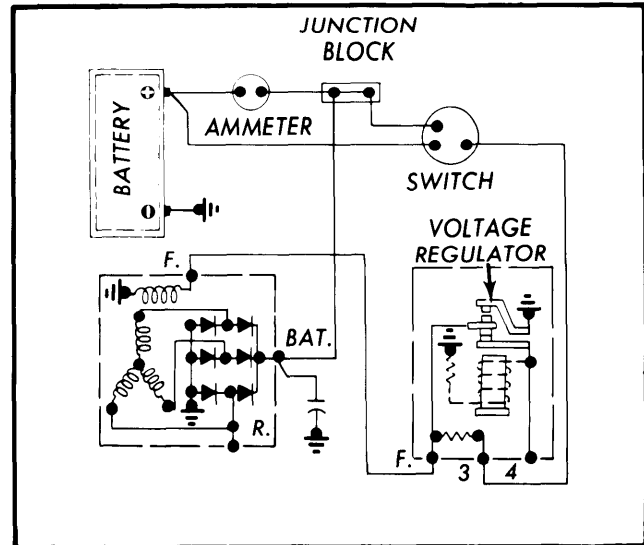 JUNCTION
BLOCK
BATTERY
+
-
AMMETER
SWITCH
VOLTAGE
REGULATOR
F.
BAT.
R.
F.
3
4